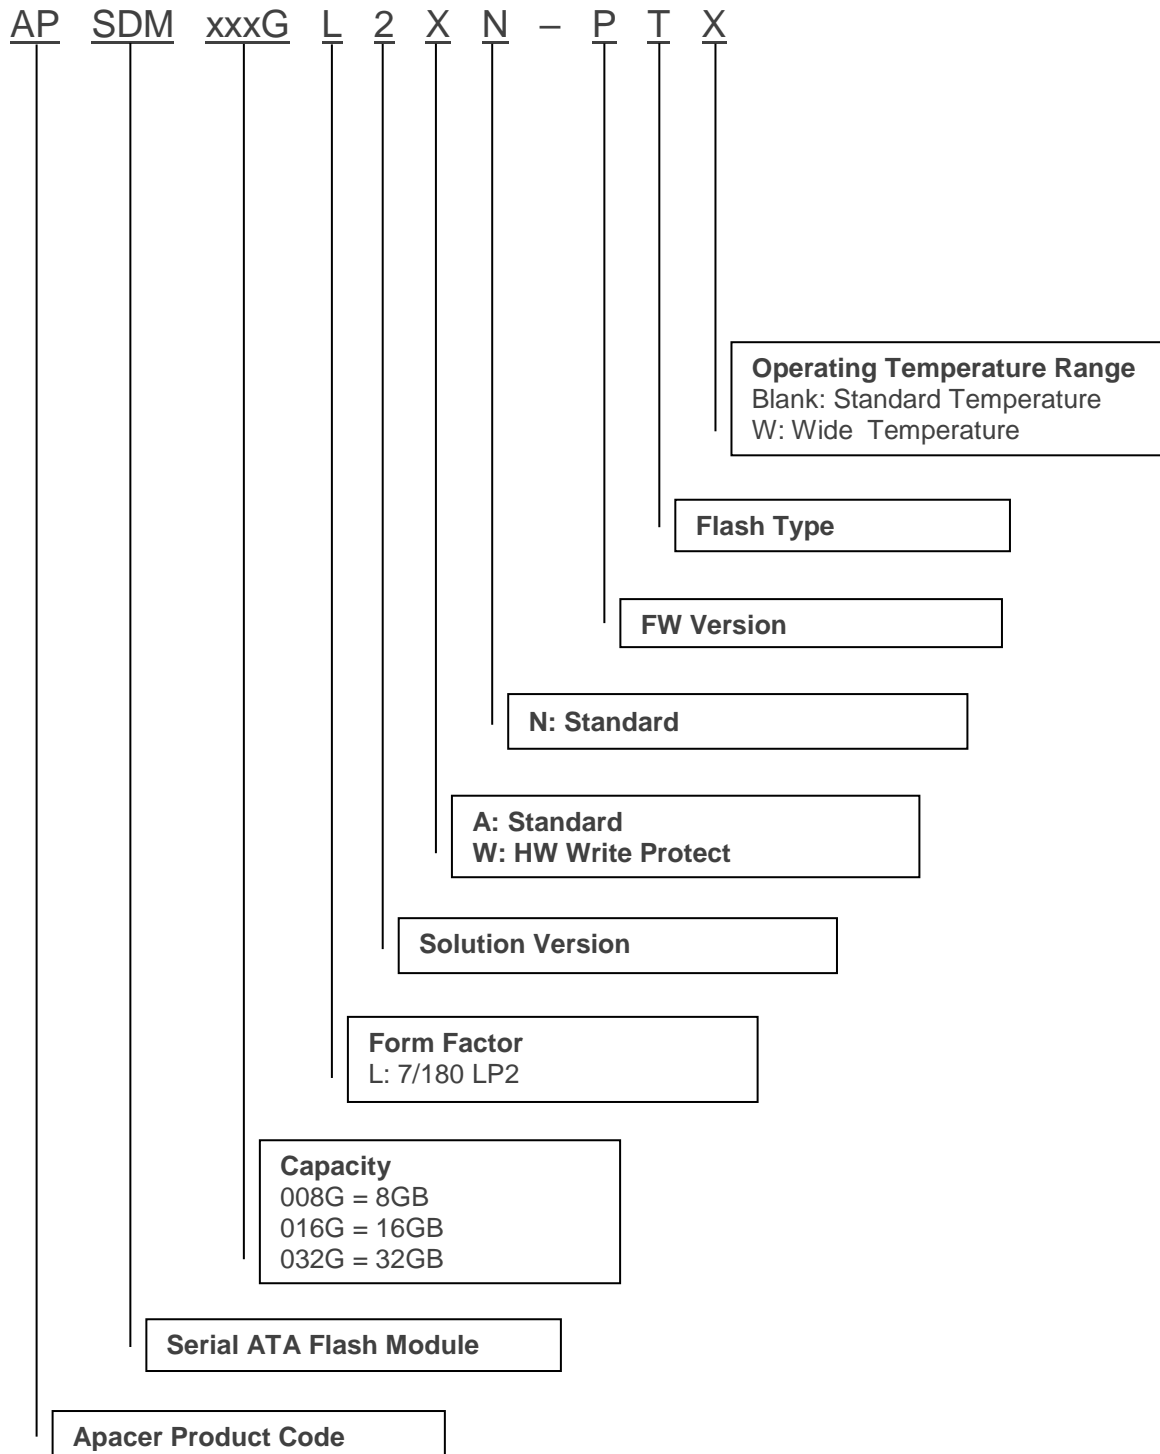 AP SDM xxxG L 2 X N – P T X
Operating Temperature Range
Blank: Standard Temperature
W: Wide  Temperature
Flash Type
FW Version
N: Standard
A: Standard
W: HW Write Protect
Solution Version
Form Factor
L: 7/180 LP2
Capacity
008G = 8GB
016G = 16GB
032G = 32GB
Serial ATA Flash Module
Apacer Product Code